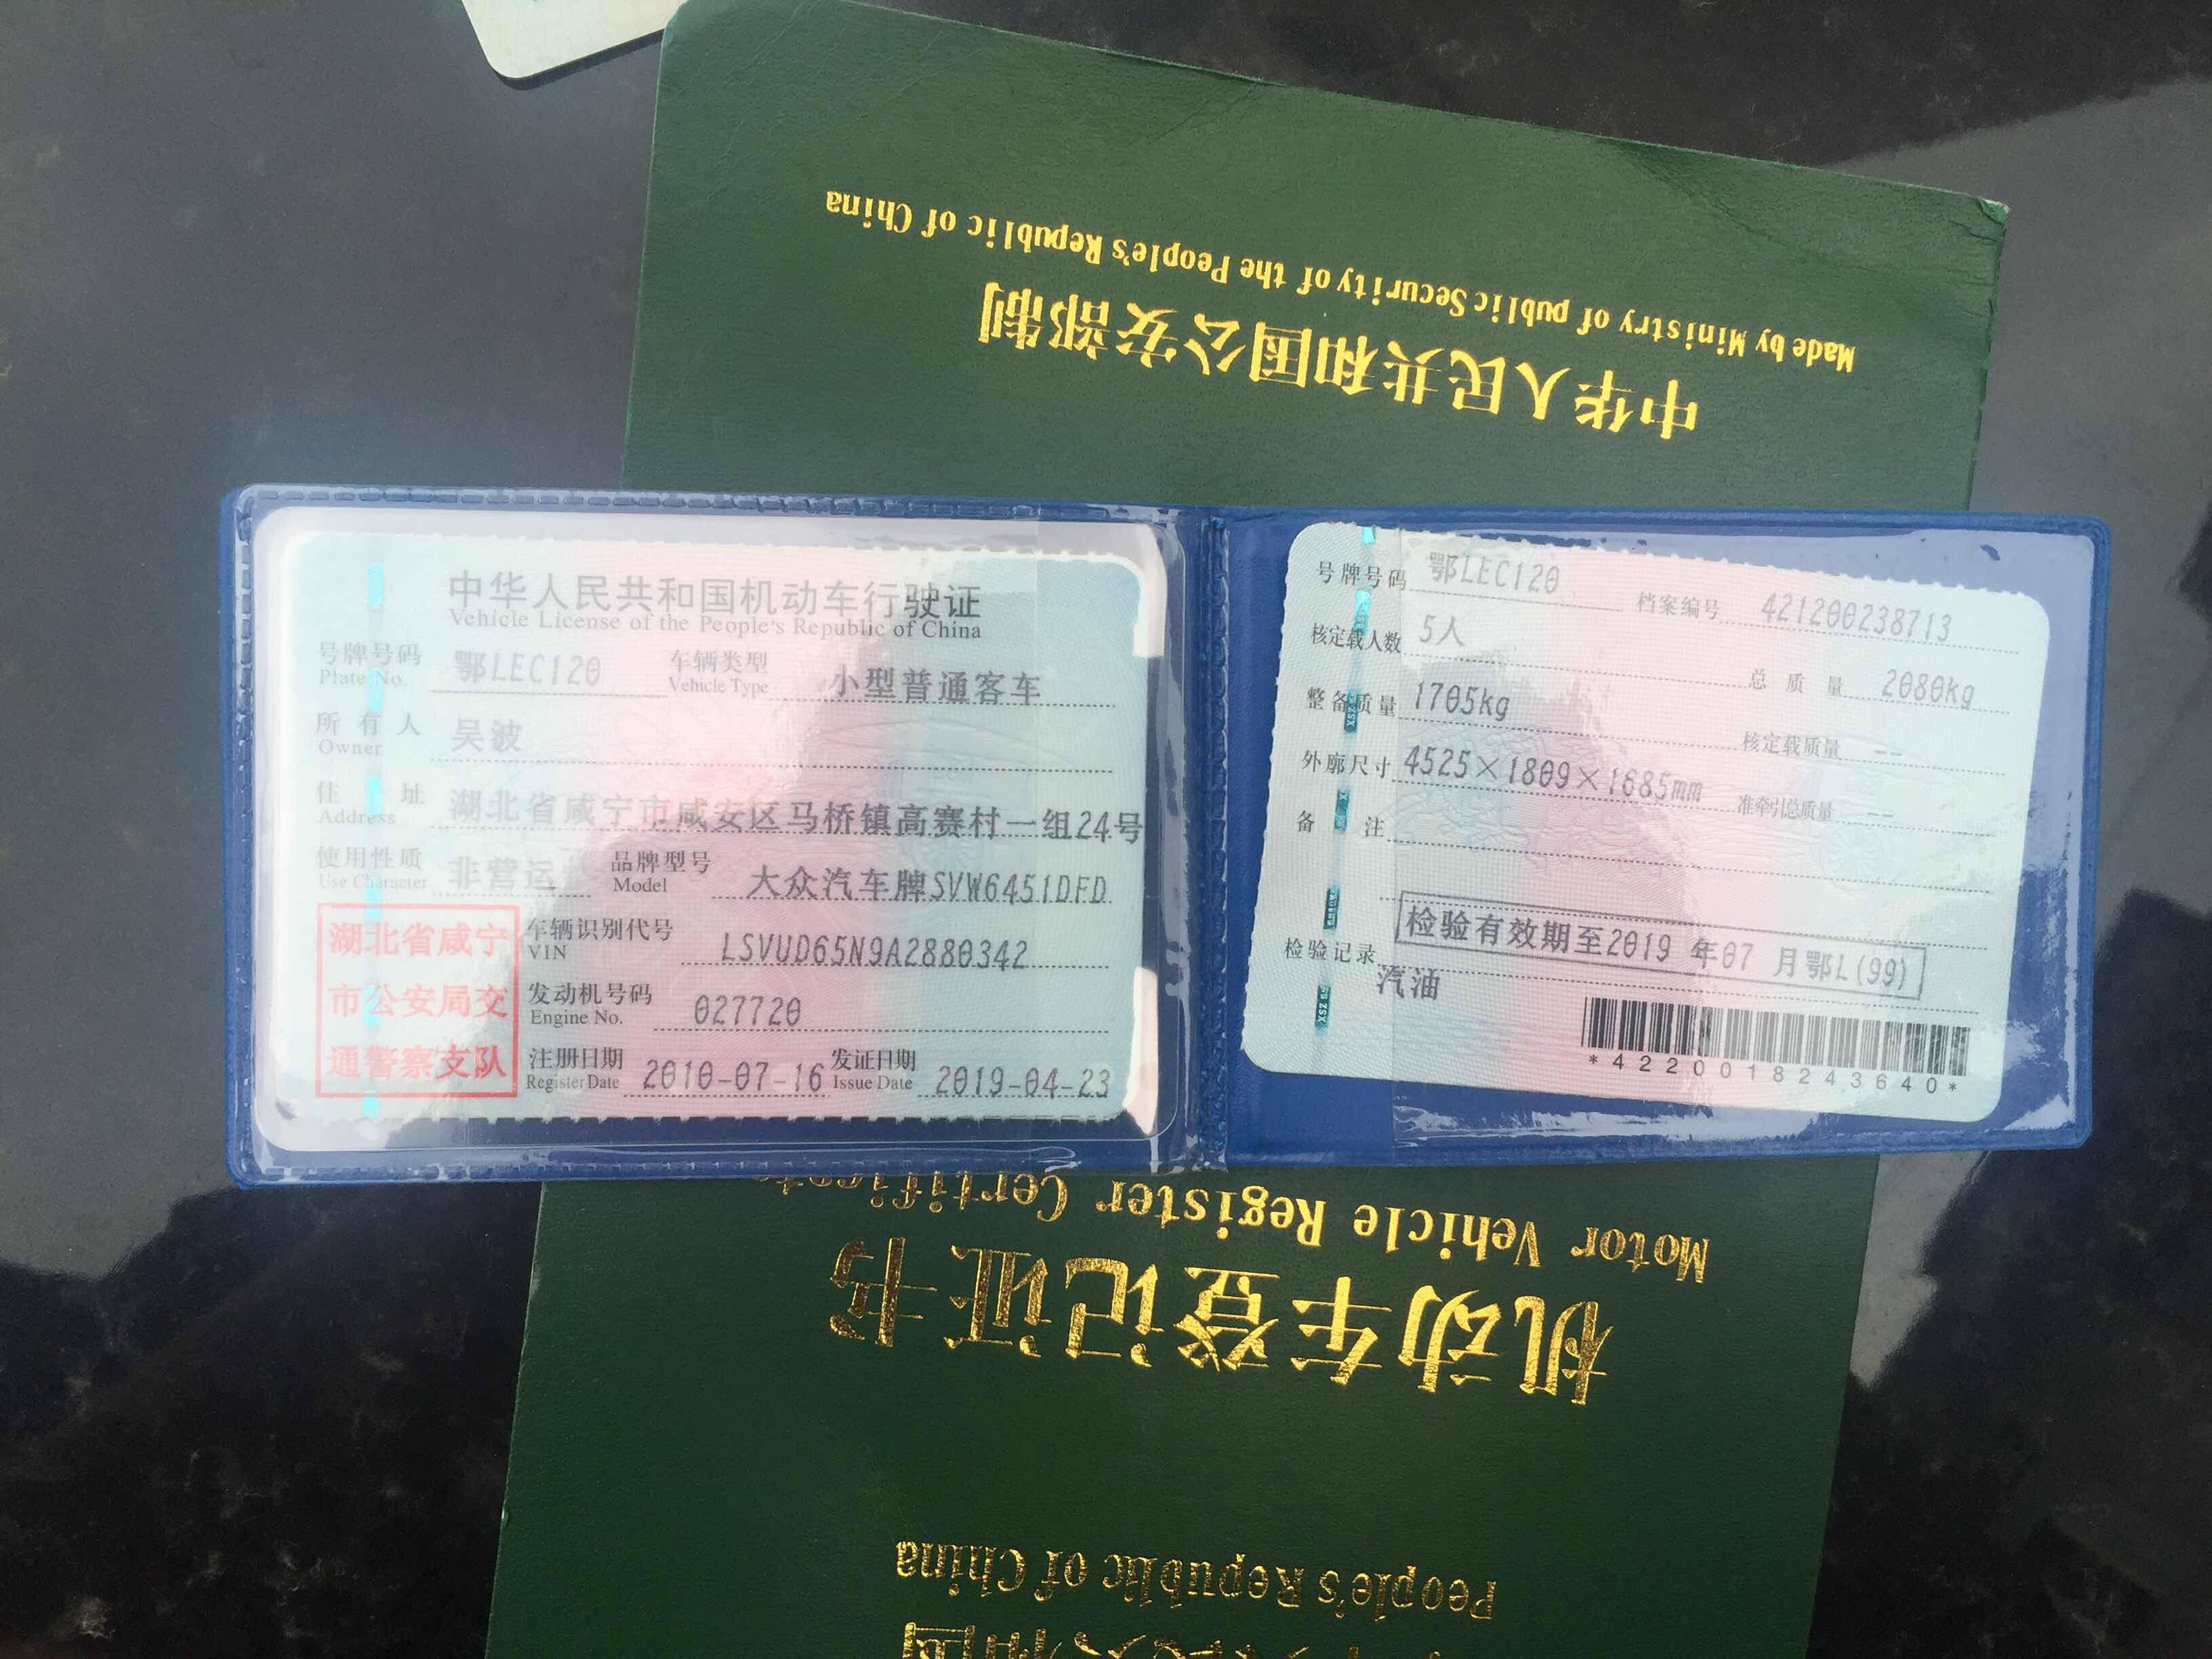 中华人民共和国机动车行驶证
Vehicle License of the People's Republic of China
号牌号码 鄂LEC120 车辆类型 小型普通客车
Plate No. Vehicle Type
所有人 吴波
Owner
住址 湖北省咸宁市咸安区马桥镇高赛村一组24号
Address
使用性质 非营运 品牌型号 大众汽车牌SVW6451DED
Use Character Model
湖北省咸宁
市公安局交
通警察支队
车辆识别代号 LSVUD65N9A2880342
VIN
发动机号码 027720
Engine No.
注册日期 2010-07-16 发证日期 2019-04-23
Register Date Issue Date
号牌号码 鄂LEC120 档案编号 421200238713
核定载人数 5人 总质量 2080kg
整备质量 1705kg 核定载质量 --
外廓尺寸 4525×1809×1685mm 准牵引总质量 --
备注
检验有效期至2019年07月鄂L(99)
检验记录
汽油
*4220018243640*
People's Republic of China
机动车登记证书
Motor Vehicle Register Certificate
中华人民共和国公安部制
Made by Ministry of public Security of the People's Republic of China